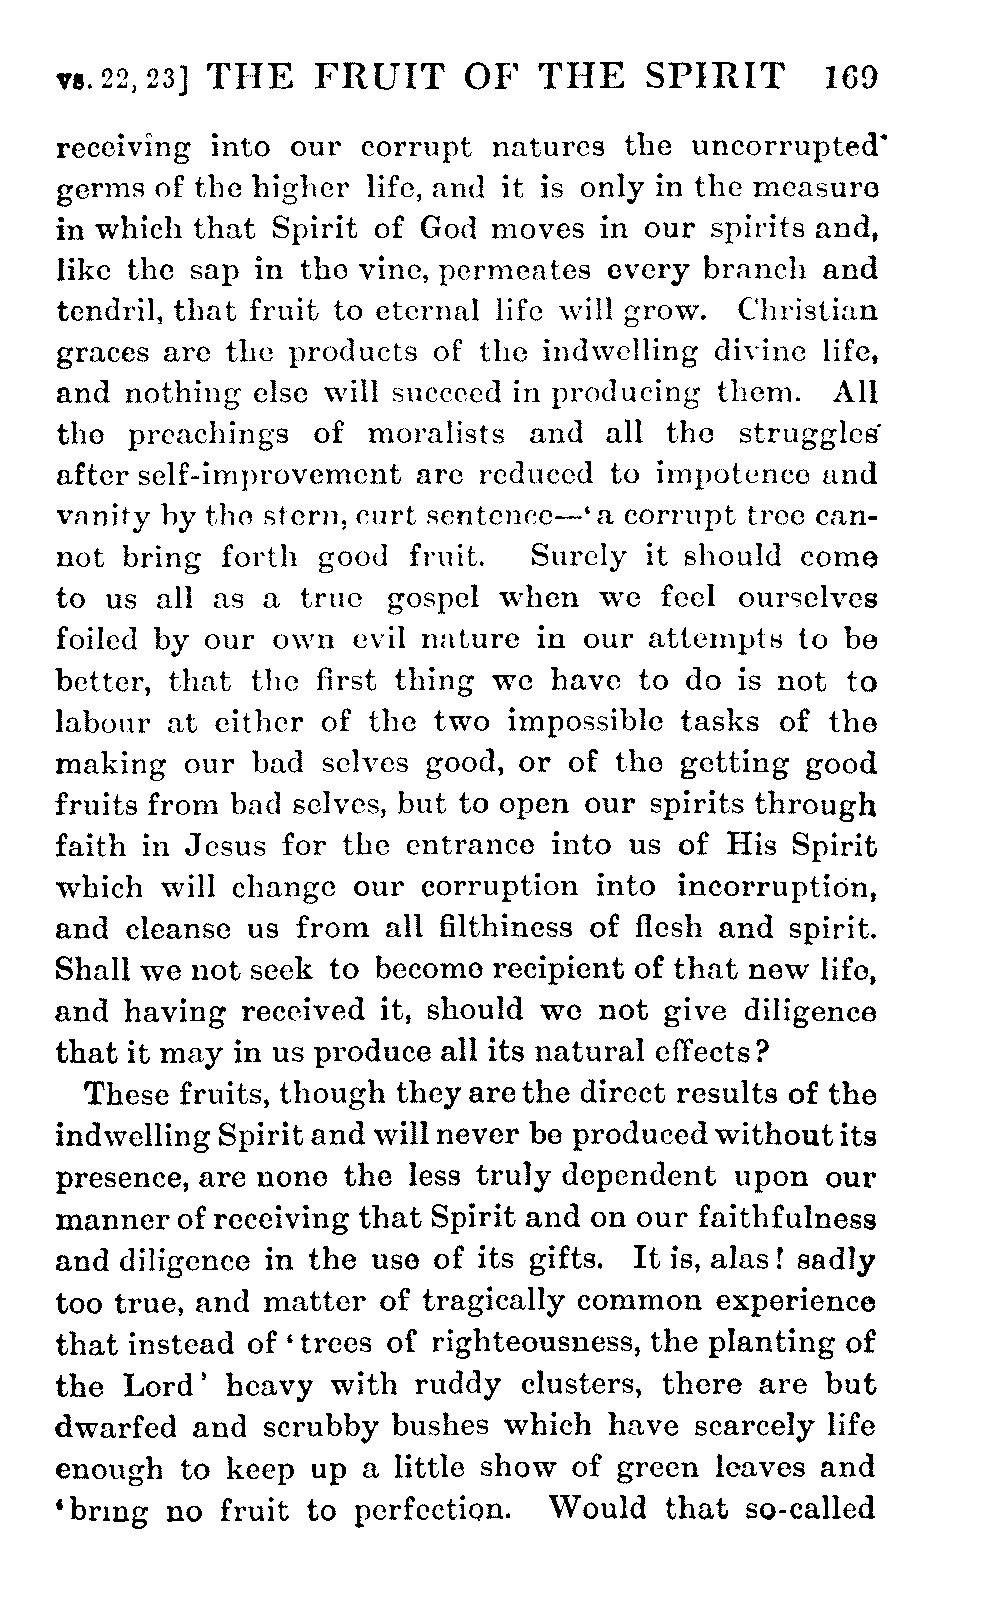 vs. 22, 23] THE FRUIT OF THE SPIRIT 169
receiving into our corrupt natures the uncorrupted
germs of the higher life, and it is only in the measure
in which that Spirit of God moves in our spirits and,
like the sap in the vine, permeates every branch and
tendril, that fruit to eternal life will grow. Christian
graces are the products of the indwelling divine life,
and nothing else will succeed in producing them. All
the preachings of moralists and all the struggles
after self-improvement are reduced to impotence and
vanity by the stern, curt sentence—‘a corrupt tree can-
not bring forth good fruit. Surely it should come
to us all as a true gospel when we feel ourselves
foiled by our own evil nature in our attempts to be
better, that the first thing we have to do is not to
labour at either of the two impossible tasks of the
making our bad selves good, or of the getting good
fruits from bad selves, but to open our spirits through
faith in Jesus for the entrance into us of His Spirit
which will change our corruption into incorruption,
and cleanse us from all filthiness of flesh and spirit.
Shall we not seek to become recipient of that new life,
and having received it, should we not give diligence
that it may in us produce all its natural effects?
These fruits, though they are the direct results of the
indwelling Spirit and will never be produced without its
presence, are none the less truly dependent upon our
manner of receiving that Spirit and on our faithfulness
and diligence in the use of its gifts. It is, alas! sadly
too true, and matter of tragically common experience
that instead of ‘trees of righteousness, the planting of
the Lord’ heavy with ruddy clusters, there are but
dwarfed and scrubby bushes which have scarcely life
enough to keep up a little show of green leaves and
‘bring no fruit to perfection. Would that so-called